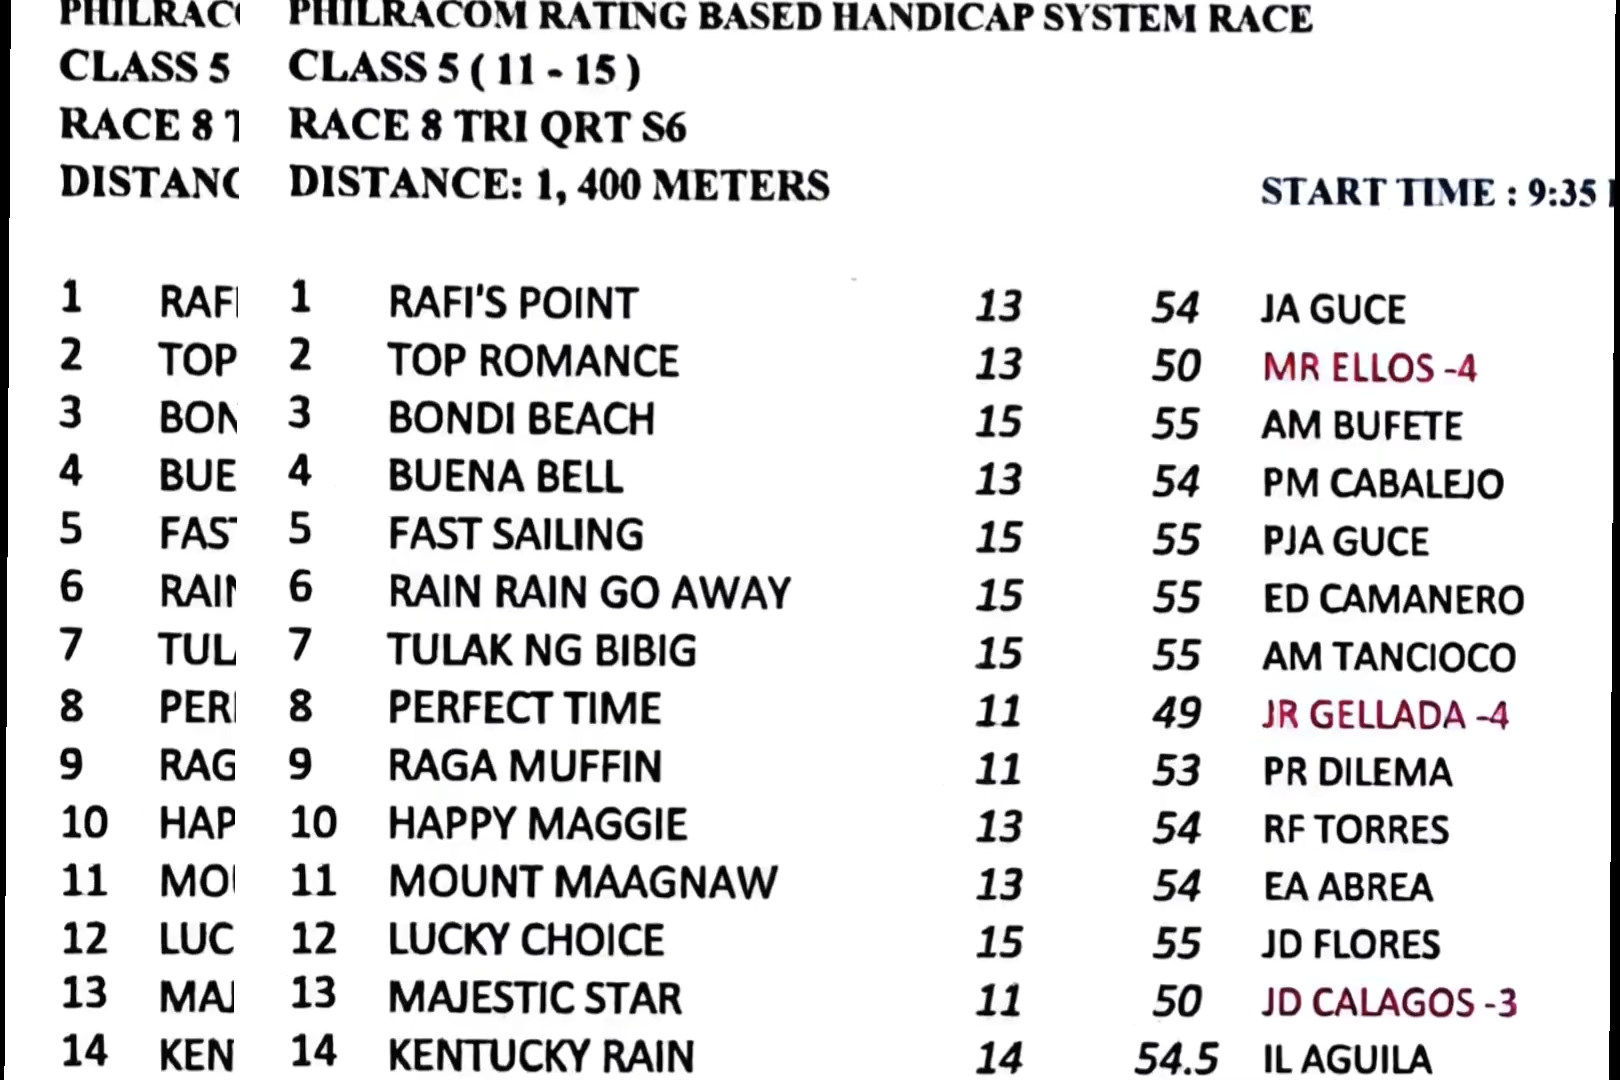 PHILRACO PHILRACOM RATING BASED HANDICAP SYSTEM RACE
CLASS 5 CLASS 5 ( 11 - 15 )
RACE 8 T RACE 8 TRI QRT S6
DISTANC DISTANCE: 1, 400 METERS START TIME : 9:35
1 RAFI 1 RAFI'S POINT 13 54 JA GUCE
2 TOP 2 TOP ROMANCE 13 50 MR ELLOS -4
3 BON 3 BONDI BEACH 15 55 AM BUFETE
4 BUE 4 BUENA BELL 13 54 PM CABALEJO
5 FAST 5 FAST SAILING 15 55 PJA GUCE
6 RAIN 6 RAIN RAIN GO AWAY 15 55 ED CAMANERO
7 TUL 7 TULAK NG BIBIG 15 55 AM TANCIOCO
8 PER 8 PERFECT TIME 11 49 JR GELLADA -4
9 RAG 9 RAGA MUFFIN 11 53 PR DILEMA
10 HAP 10 HAPPY MAGGIE 13 54 RF TORRES
11 MO 11 MOUNT MAAGNAW 13 54 EA ABREA
12 LUC 12 LUCKY CHOICE 15 55 JD FLORES
13 MAJ 13 MAJESTIC STAR 11 50 JD CALAGOS -3
14 KEN 14 KENTUCKY RAIN 14 54.5 IL AGUILA